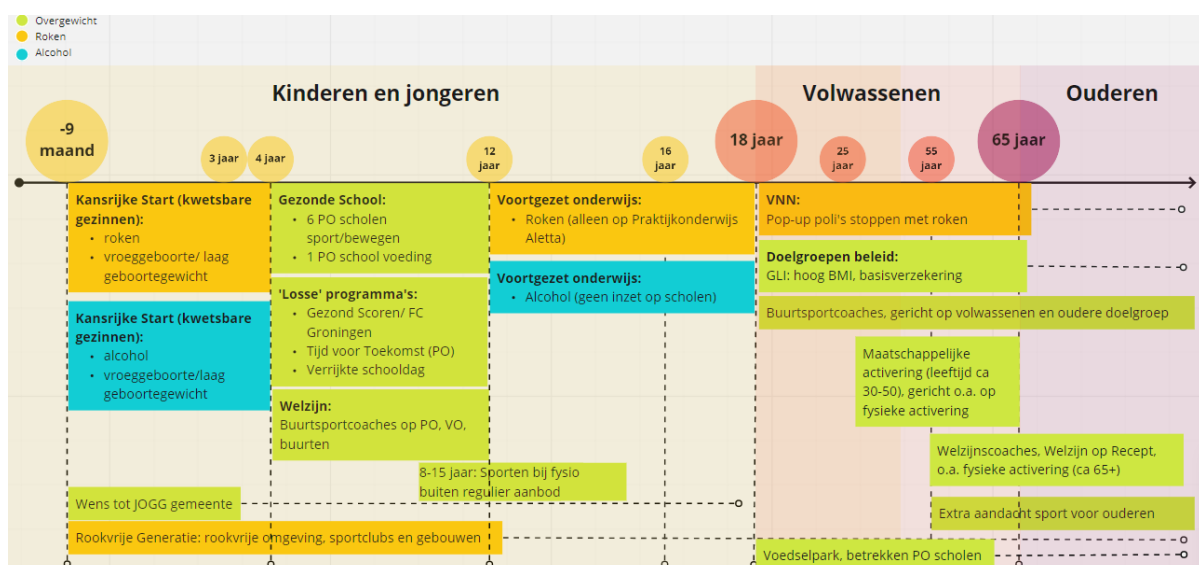 Overgewicht
Roken
Alcohol
Kinderen en jongeren
Volwassenen
Ouderen
-9
maand
3 jaar
4 jaar
12
jaar
16
jaar
18 jaar
25
jaar
55
jaar
65 jaar
Kansrijke Start (kwetsbare
gezinnen):
• roken
• vroeggeboorte/ laag
geboortegewicht
Kansrijke Start (kwetsbare
gezinnen):
• alcohol
• vroeggeboorte/laag
geboortegewicht
Gezonde School:
• 6 PO scholen
sport/bewegen
• 1 PO school voeding
'Losse' programma's:
• Gezond Scoren/ FC
Groningen
• Tijd voor Toekomst (PO)
• Verrijkte schooldag
Welzijn:
Buurtsportcoaches op PO, VO,
buurten
Voortgezet onderwijs:
• Roken (alleen op Praktijkonderwijs
Aletta)
Voortgezet onderwijs:
• Alcohol (geen inzet op scholen)
8-15 jaar: Sporten bij fysio
buiten regulier aanbod
Wens tot JOGG gemeente
Rookvrije Generatie: rookvrije omgeving, sportclubs en gebouwen
VNN:
Pop-up poli's stoppen met roken
Doelgroepen beleid:
GLI: hoog BMI, basisverzekering
Buurtsportcoaches, gericht op volwassenen en oudere doelgroep
Maatschappelijke
activering (leeftijd ca
30-50), gericht o.a. op
fysieke activering
Welzijnscoaches, Welzijn op Recept,
o.a. fysieke activering (ca 65+)
Extra aandacht sport voor ouderen
Voedselpark, betrekken PO scholen